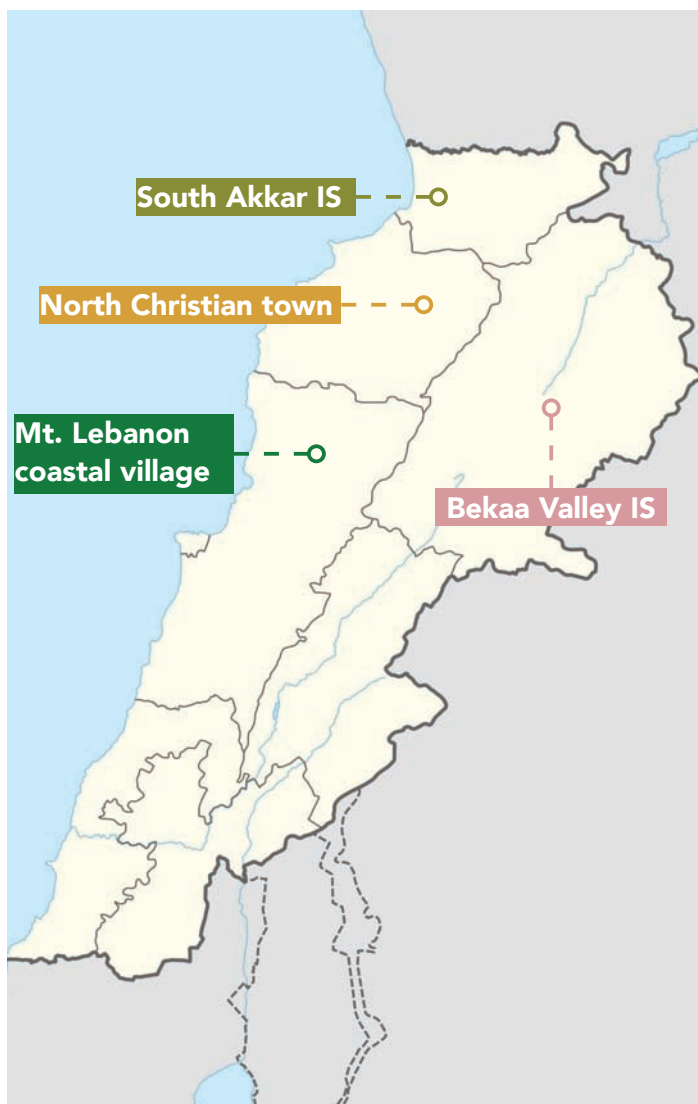 South Akkar IS
North Christian town
Mt. Lebanon
coastal village
Bekaa Valley IS